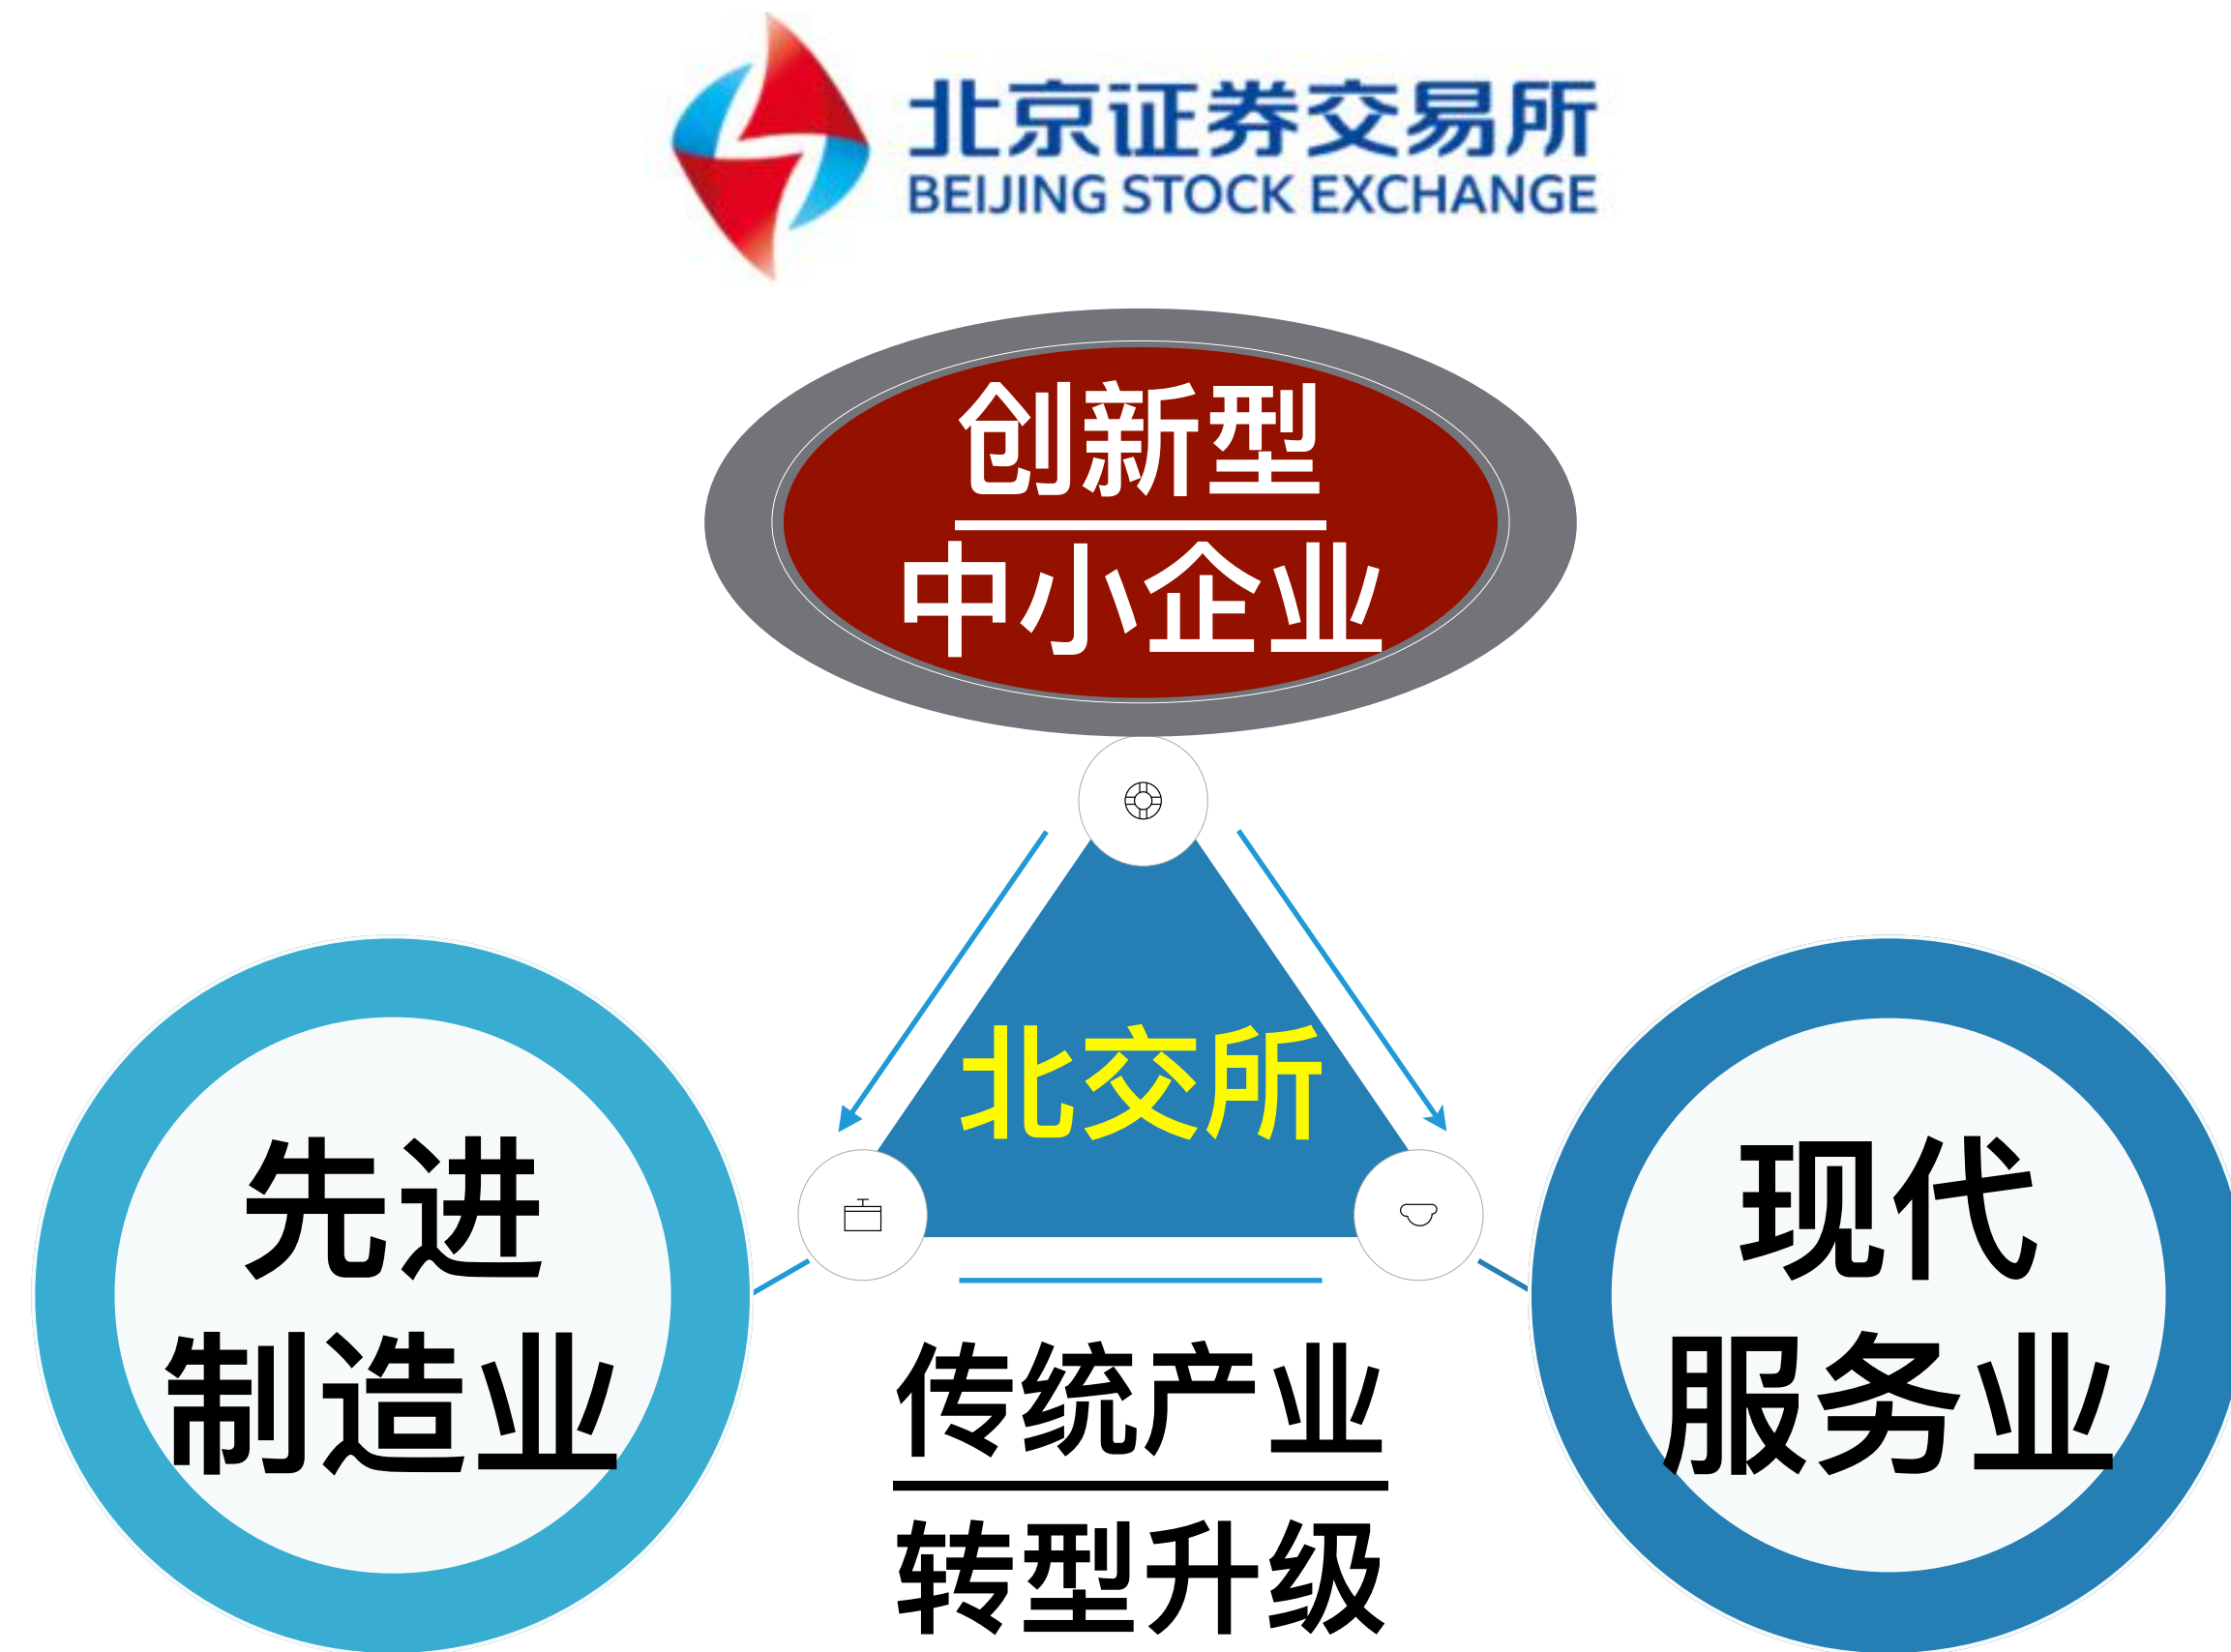 北京证券交易所
BEIJING STOCK EXCHANGE
创新型
中小企业
北交所
先进
制造业
现代
服务业
传统产业
转型升级